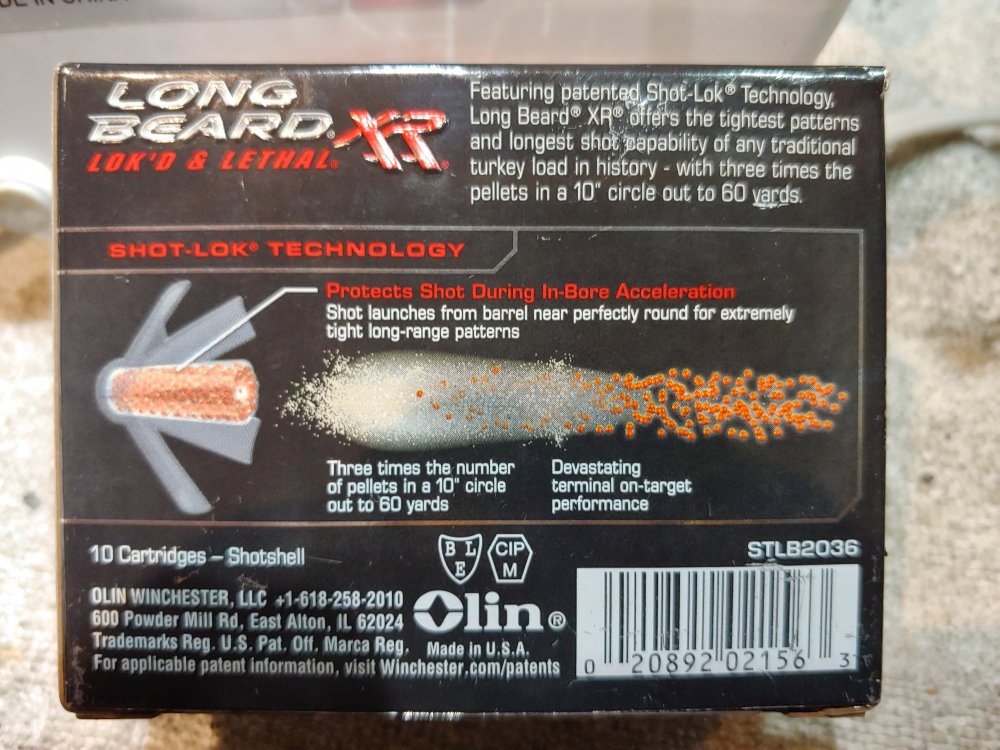 MADE IN CHINA
LONG
BEARD® XR®
LOK'D & LETHAL®
Featuring patented Shot-Lok® Technology,
Long Beard® XR® offers the tightest patterns
and longest shot capability of any traditional
turkey load in history - with three times the
pellets in a 10" circle out to 60 yards.
SHOT-LOK® TECHNOLOGY
Protects Shot During In-Bore Acceleration
Shot launches from barrel near perfectly round for extremely
tight long-range patterns
Three times the number
of pellets in a 10" circle
out to 60 yards
Devastating
terminal on-target
performance
10 Cartridges – Shotshell
B L
E
CIP
M
STLB2036
OLIN WINCHESTER, LLC +1-618-258-2010
600 Powder Mill Rd, East Alton, IL 62024
Trademarks Reg. U.S. Pat. Off. Marca Reg.
For applicable patent information, visit Winchester.com/patents
Olin®
Made in U.S.A.
0 20892 02156 3